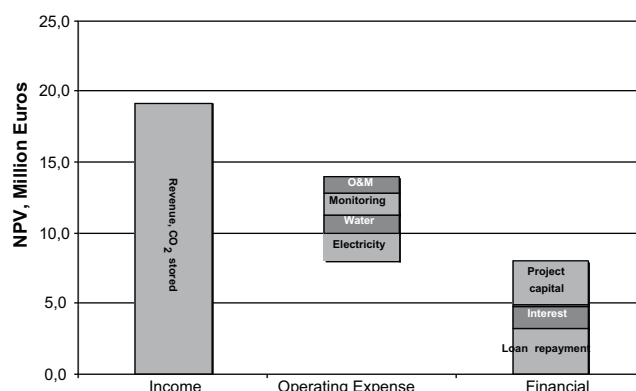 25,0
20,0
15,0
10,0
5,0
0,0
NPV, Million Euros
Revenue, CO2 stored
O&M
Monitoring
Water
Electricity
Project
capital
Interest
Loan repayment
Income
Operating Expense
Financial